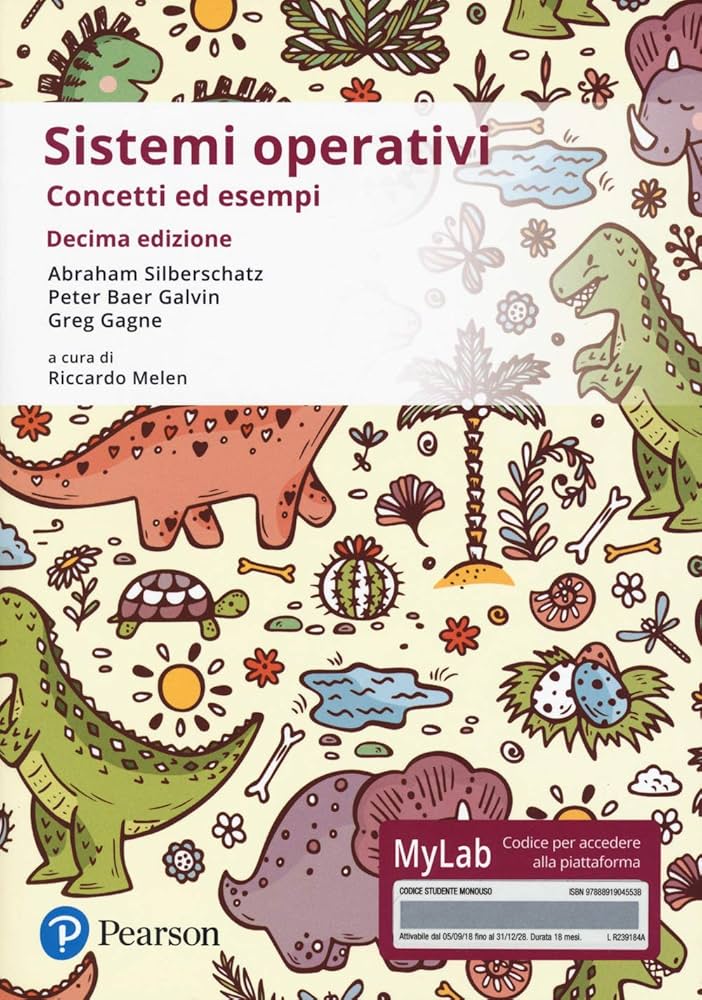 Sistemi operativi
Concetti ed esempi
Decima edizione
Abraham Silberschatz
Peter Baer Galvin
Greg Gagne
a cura di
Riccardo Melen
MyLab
Codice per accedere
alla piattaforma
CODICE STUDENTE MONOUSO ISBN 9788891904553B
Attivabile dal 05/09/18 fino al 31/12/28. Durata 18 mesi. L R239184A
P Pearson